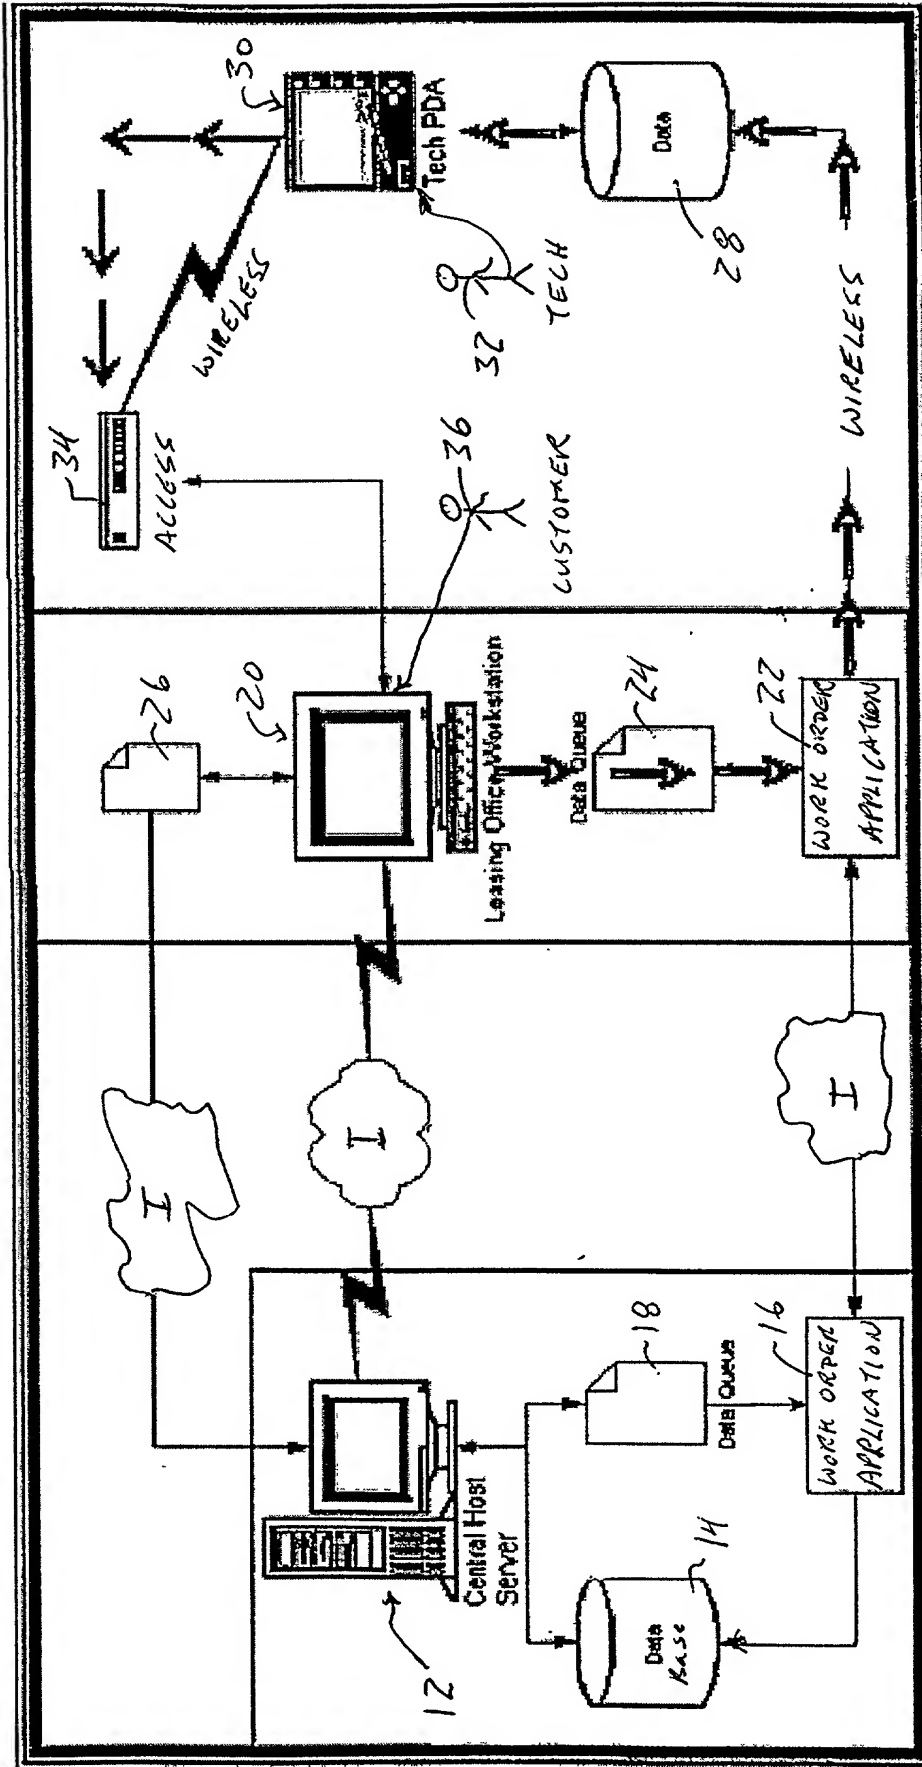 12
Central Host
Server
14
Data
Base
18
Data Queue
16
WORK ORDER
APPLICATION
I
I
I
26
20
Leasing Office Workstation
Data Queue
24
22
WORK ORDER
APPLICATION
34
ACCESS
WIRELESS
30
Tech PDA
36
CUSTOMER
32
TECH
28
Data
WIRELESS